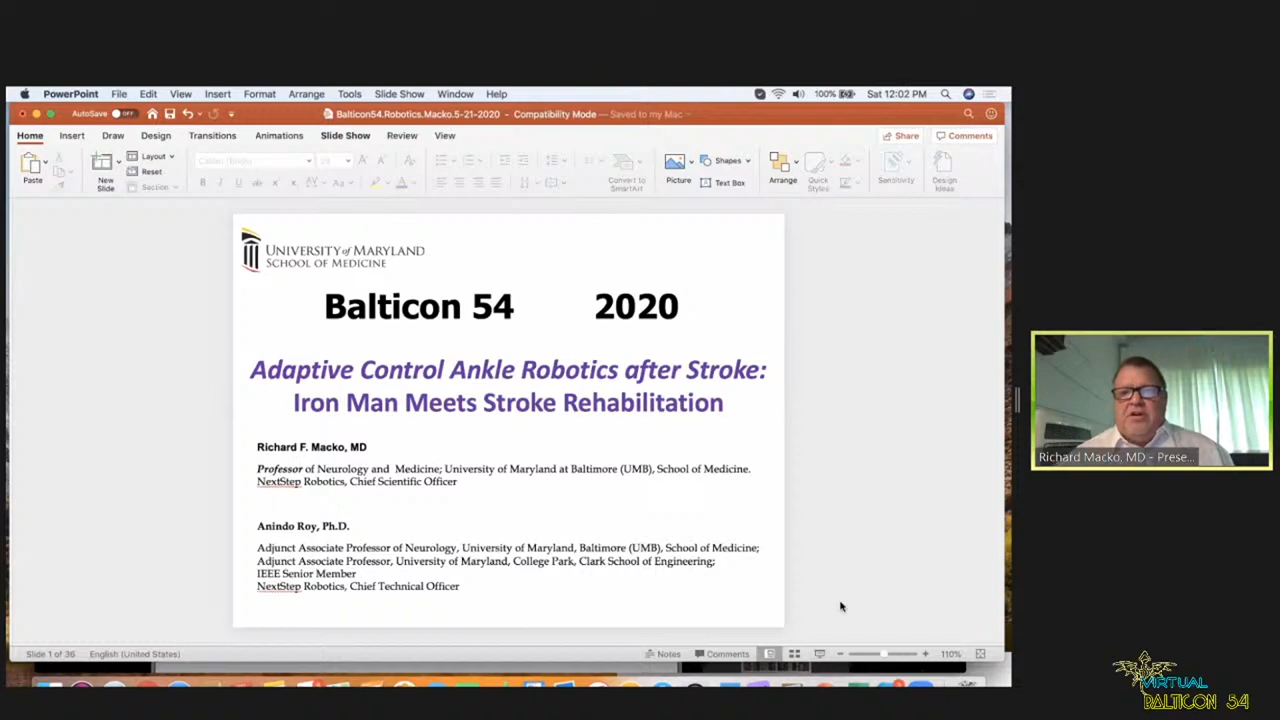 PowerPoint File Edit View Insert Format Arrange Tools Slide Show Window Help 100% Sat 12:02 PM
AutoSave OFF Balticon54.Robotics.Macko.5-21-2020 - Compatibility Mode — Saved to my Mac
Home Insert Draw Design Transitions Animations Slide Show Review View Share Comments
Paste
New Slide
Layout
Reset
Section
Convert to SmartArt
Picture
Shapes
Text Box
Arrange
Quick Styles
Sensitivity
Design Ideas
UNIVERSITY of MARYLAND
SCHOOL OF MEDICINE
Balticon 54 2020
Adaptive Control Ankle Robotics after Stroke:
Iron Man Meets Stroke Rehabilitation
Richard F. Macko, MD
Professor of Neurology and Medicine; University of Maryland at Baltimore (UMB), School of Medicine.
NextStep Robotics, Chief Scientific Officer
Anindo Roy, Ph.D.
Adjunct Associate Professor of Neurology, University of Maryland, Baltimore (UMB), School of Medicine;
Adjunct Associate Professor, University of Maryland, College Park, Clark School of Engineering;
IEEE Senior Member
NextStep Robotics, Chief Technical Officer
Slide 1 of 36 English (United States) Notes Comments 110%
Richard Macko, MD - Prese...
VIRTUAL
BALTICON 54